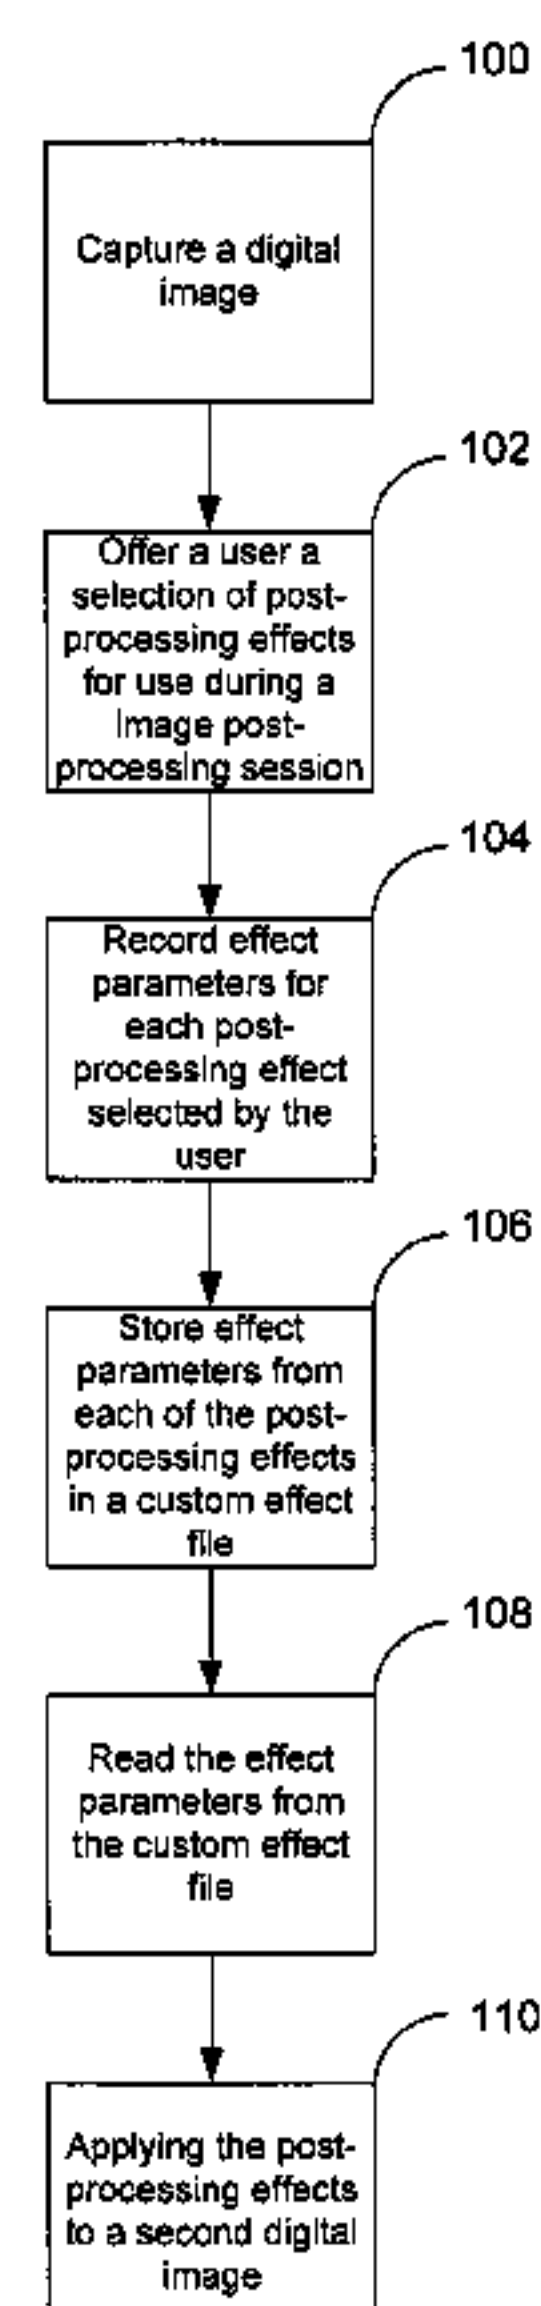 100
Capture a digital
image
102
Offer a user a
selection of post-
processing effects
for use during a
image post-
processing session
104
Record effect
parameters for
each post-
processing effect
selected by the
user
106
Store effect
parameters from
each of the post-
processing effects
in a custom effect
file
108
Read the effect
parameters from
the custom effect
file
110
Applying the post-
processing effects
to a second digital
image